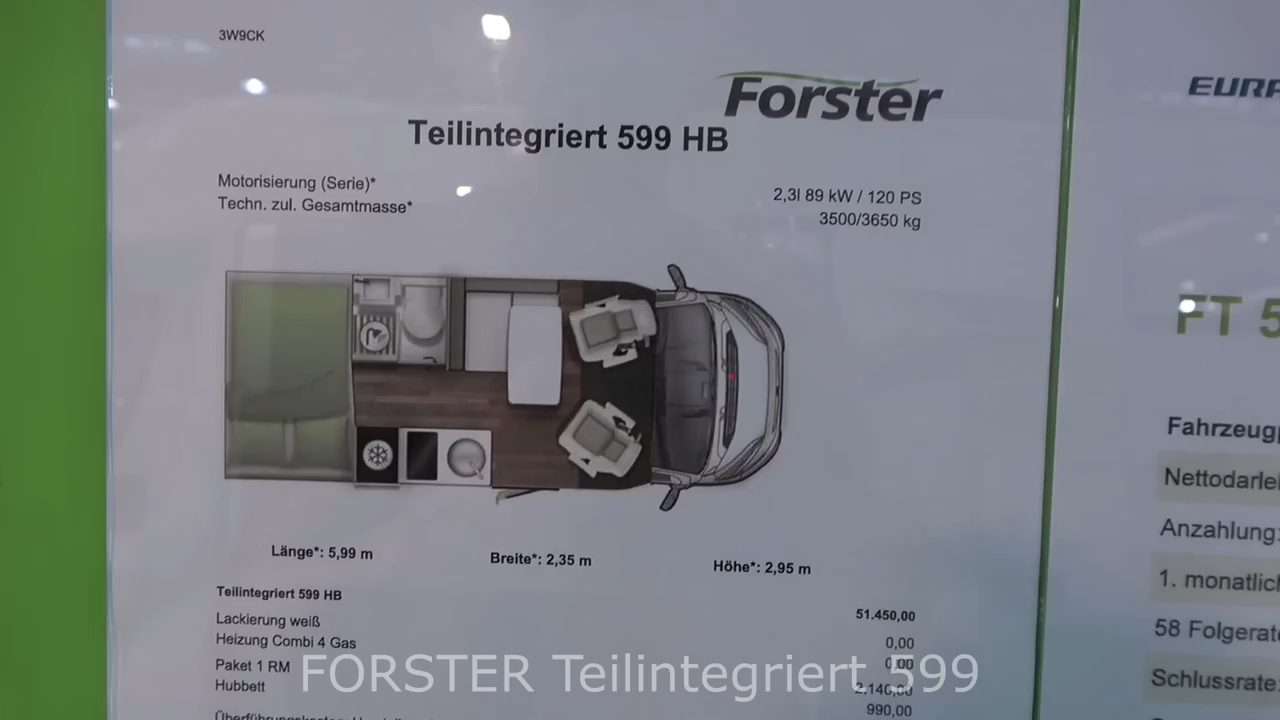 3W9CK
Forster
Teilintegriert 599 HB
Motorisierung (Serie)*
2,3l 89 kW / 120 PS
Techn. zul. Gesamtmasse*
3500/3650 kg
Länge*: 5,99 m
Breite*: 2,35 m
Höhe*: 2,95 m
Teilintegriert 599 HB
51.450,00
Lackierung weiß
0,00
Heizung Combi 4 Gas
0,00
Paket 1 RM
2.140,00
Hubbett
990,00
FORSTER Teilintegriert 599
EURA
FT 5
Fahrzeugp
Nettodarle
Anzahlung:
1. monatlic
58 Folgerate
Schlussrate: